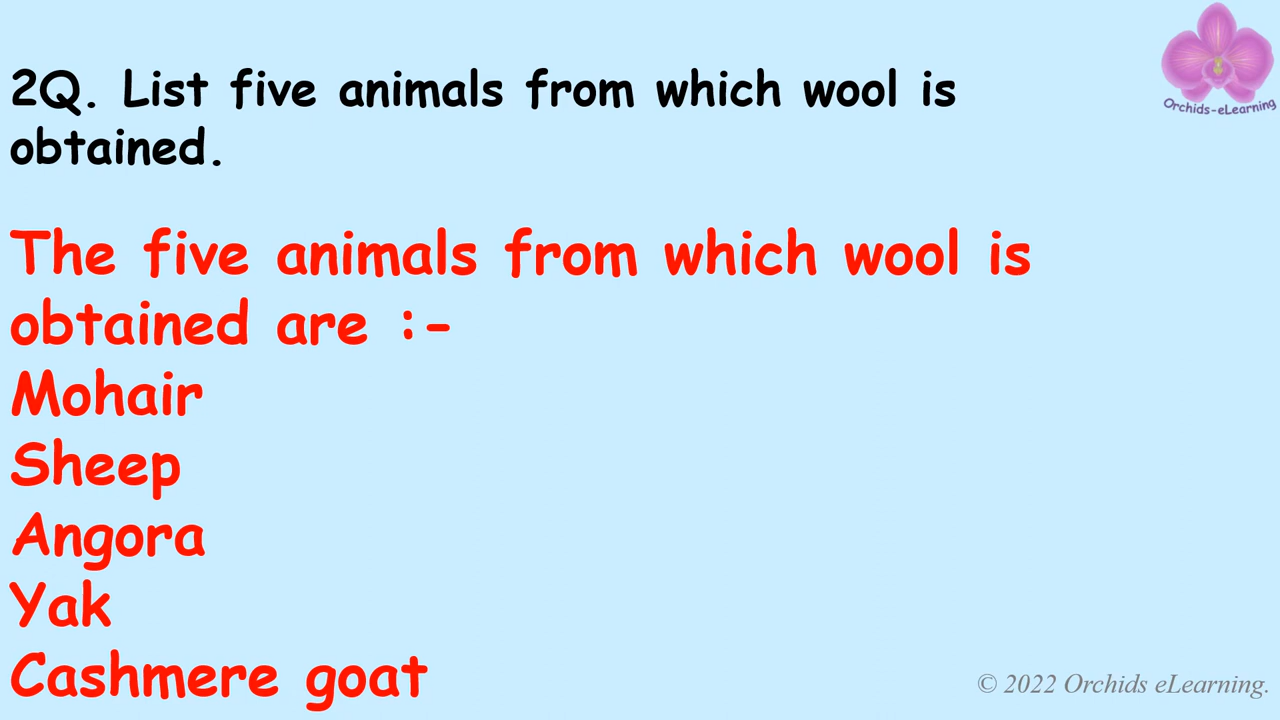 Orchids-eLearning
2Q. List five animals from which wool is
obtained.
The five animals from which wool is
obtained are :-
Mohair
Sheep
Angora
Yak
Cashmere goat
© 2022 Orchids eLearning.